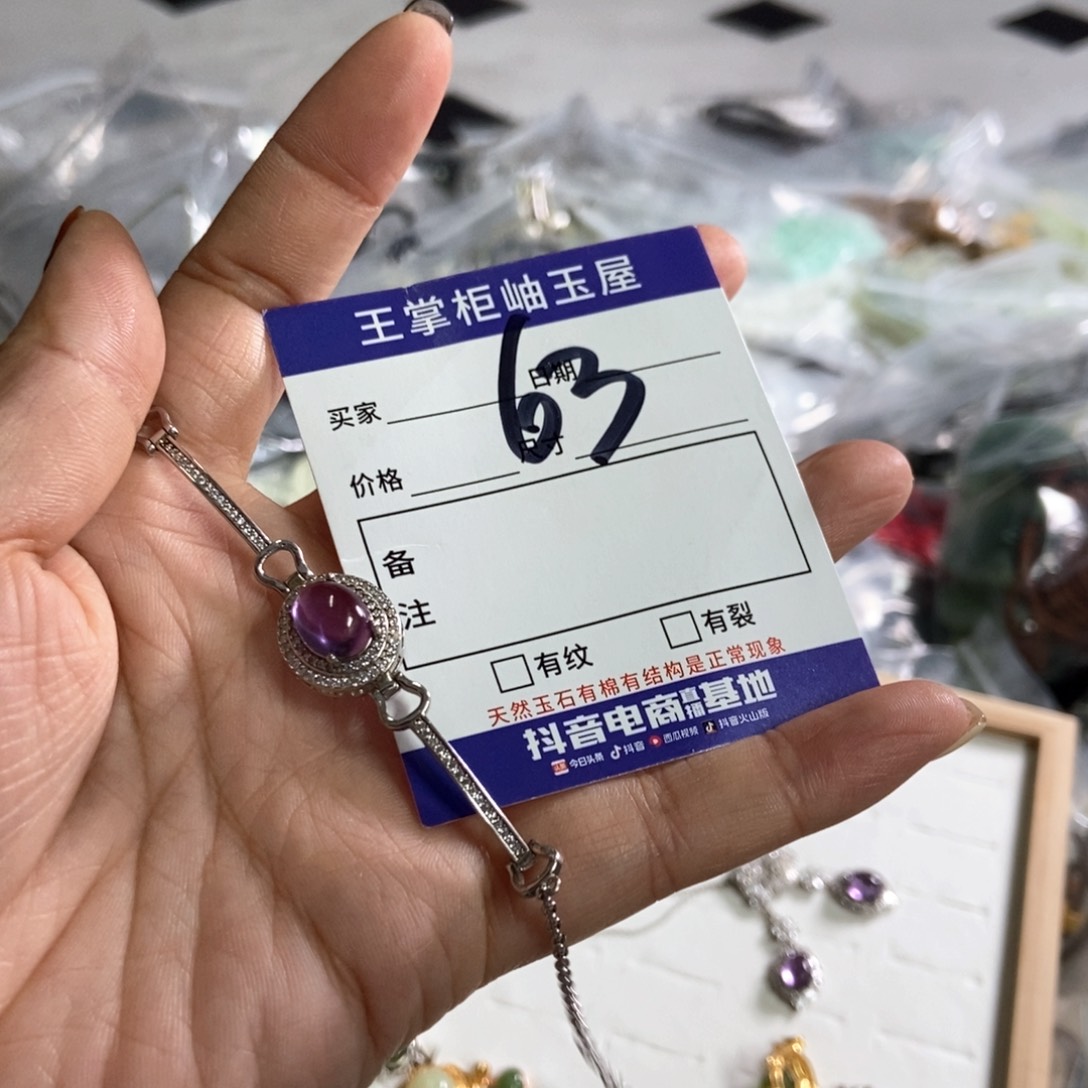 王掌柜岫玉屋
63
日期
买家
尺寸
价格
备
注
有纹
有裂
天然玉石有棉有结构是正常现象
抖音电商直播基地
头条 今日头条 抖音 西瓜视频 抖音火山版